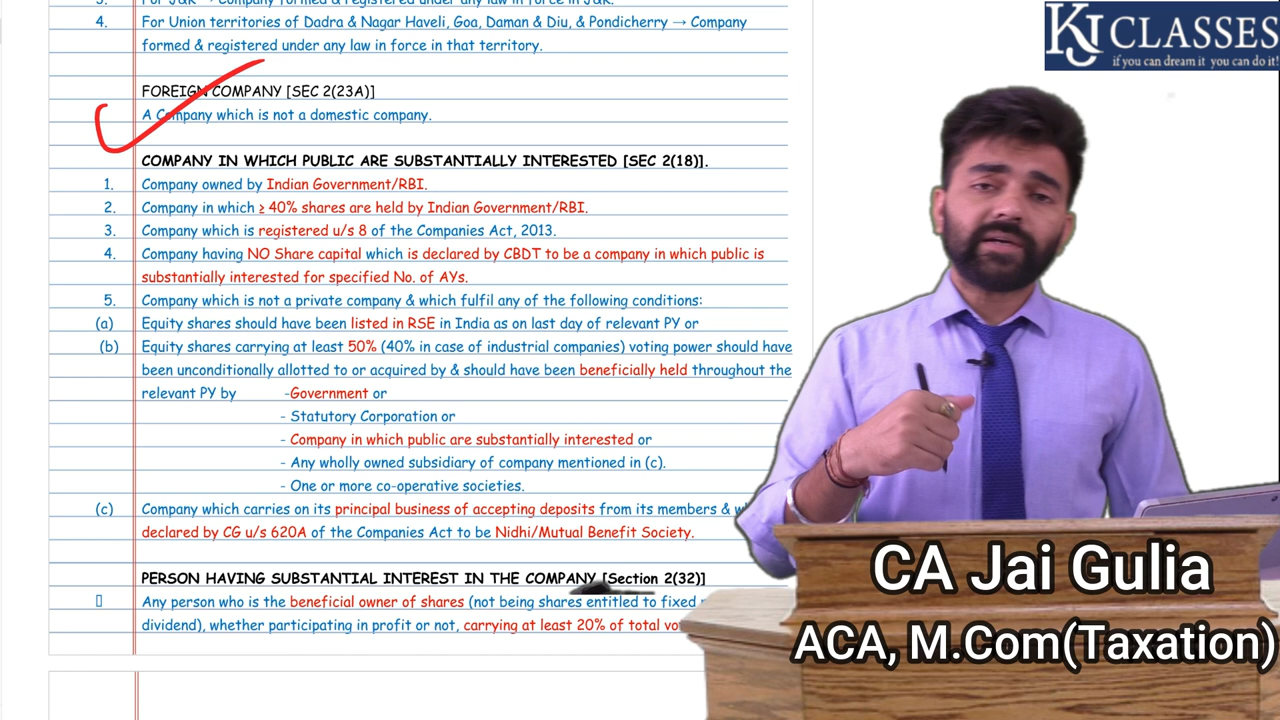 For J&K → Company formed & registered under any law in force in J&K.
4. For Union territories of Dadra & Nagar Haveli, Goa, Daman & Diu, & Pondicherry → Company
formed & registered under any law in force in that territory.
FOREIGN COMPANY [SEC 2(23A)]
A Company which is not a domestic company.
COMPANY IN WHICH PUBLIC ARE SUBSTANTIALLY INTERESTED [SEC 2(18)].
1. Company owned by Indian Government/RBI.
2. Company in which ≥ 40% shares are held by Indian Government/RBI.
3. Company which is registered u/s 8 of the Companies Act, 2013.
4. Company having NO Share capital which is declared by CBDT to be a company in which public is
substantially interested for specified No. of AYs.
5. Company which is not a private company & which fulfil any of the following conditions:
(a) Equity shares should have been listed in RSE in India as on last day of relevant PY or
(b) Equity shares carrying at least 50% (40% in case of industrial companies) voting power should have
been unconditionally allotted to or acquired by & should have been beneficially held throughout the
relevant PY by -Government or
- Statutory Corporation or
- Company in which public are substantially interested or
- Any wholly owned subsidiary of company mentioned in (c).
- One or more co-operative societies.
(c) Company which carries on its principal business of accepting deposits from its members &
declared by CG u/s 620A of the Companies Act to be Nidhi/Mutual Benefit Society.
PERSON HAVING SUBSTANTIAL INTEREST IN THE COMPANY [Section 2(32)]
Any person who is the beneficial owner of shares (not being shares entitled to fixed
dividend), whether participating in profit or not, carrying at least 20% of total
KJ CLASSES
if you can dream it you can do it!
CA Jai Gulia
ACA, M.Com(Taxation)